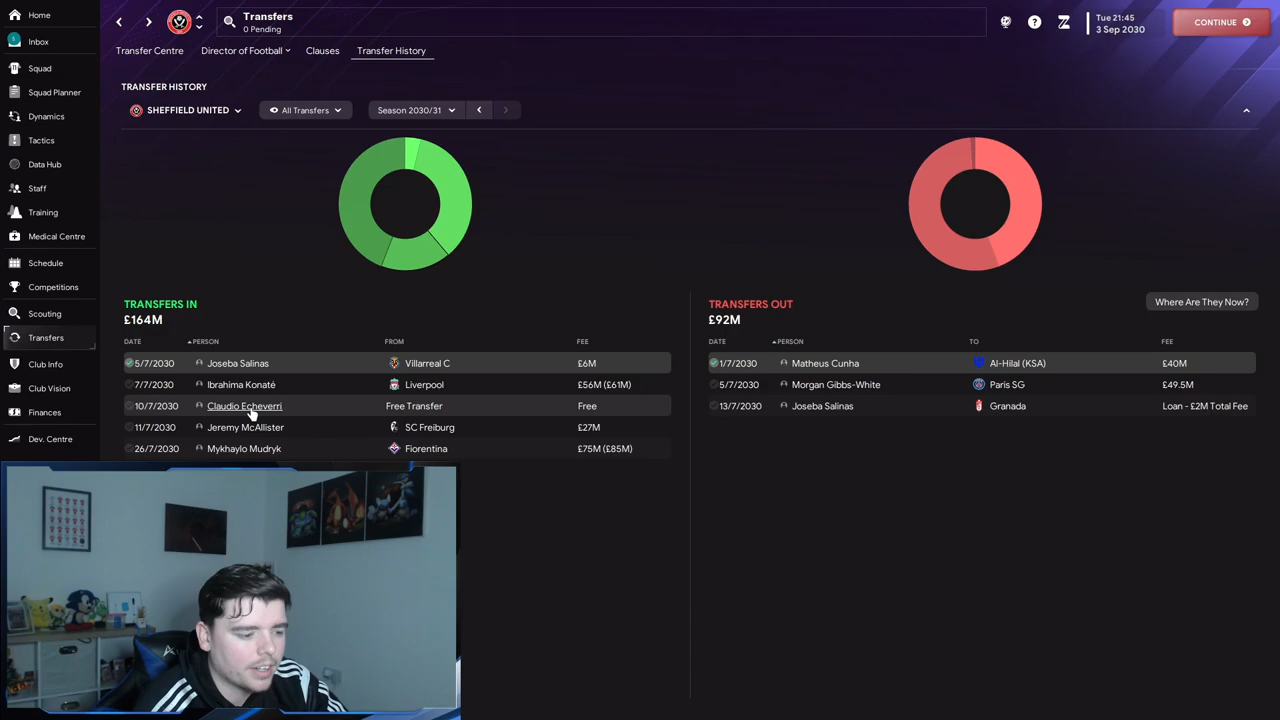 Home
Inbox
Squad
Squad Planner
Dynamics
Tactics
Data Hub
Staff
Training
Medical Centre
Schedule
Competitions
Scouting
Transfers
Club Info
Club Vision
Finances
Dev. Centre
Transfers
0 Pending
Tue 21:45
3 Sep 2030
CONTINUE
Transfer Centre Director of Football Clauses Transfer History
TRANSFER HISTORY
SHEFFIELD UNITED All Transfers Season 2030/31
TRANSFERS IN
£164M
DATE PERSON FROM FEE
5/7/2030 Joseba Salinas Villarreal C £6M
7/7/2030 Ibrahima Konaté Liverpool £56M (£61M)
10/7/2030 Claudio Echeverri Free Transfer Free
11/7/2030 Jeremy McAllister SC Freiburg £27M
26/7/2030 Mykhaylo Mudryk Fiorentina £75M (£85M)
TRANSFERS OUT
£92M
Where Are They Now?
DATE PERSON TO FEE
1/7/2030 Matheus Cunha Al-Hilal (KSA) £40M
5/7/2030 Morgan Gibbs-White Paris SG £49.5M
13/7/2030 Joseba Salinas Granada Loan - £2M Total Fee